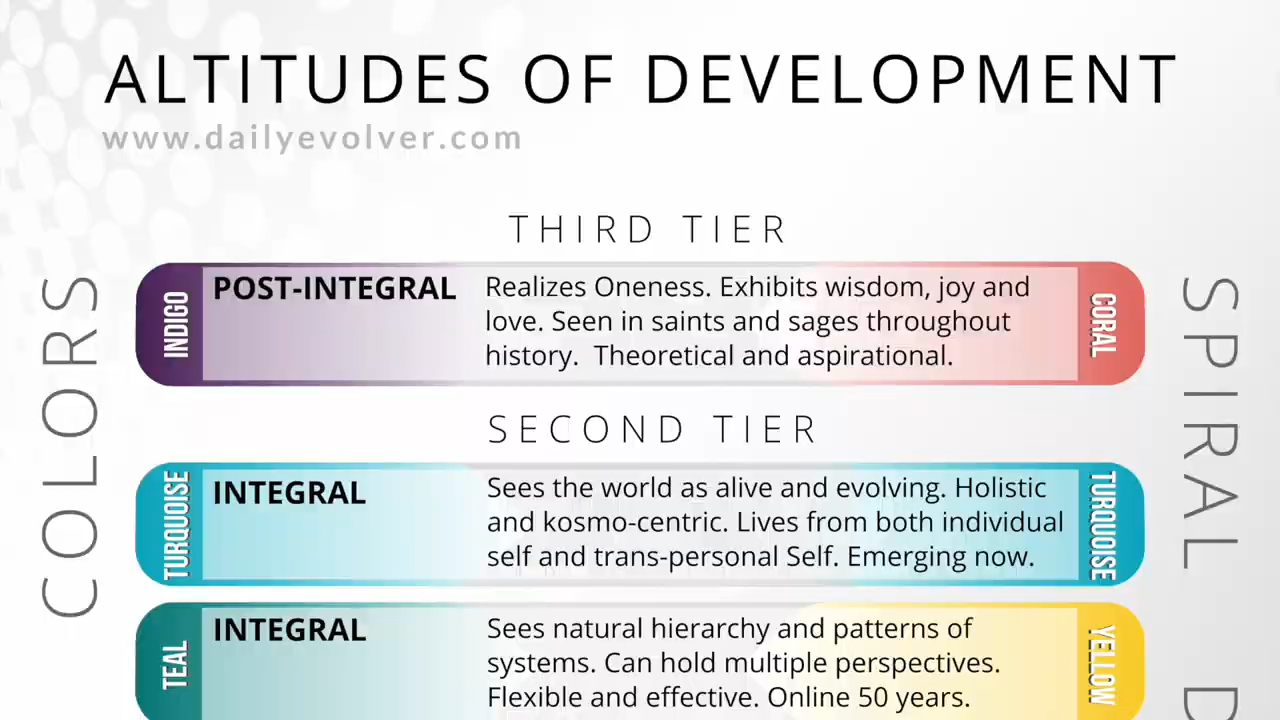 ALTITUDES OF DEVELOPMENT
www.dailyevolver.com
THIRD TIER
COLORS
SPIRAL D
INDIGO
POST-INTEGRAL
Realizes Oneness. Exhibits wisdom, joy and
love. Seen in saints and sages throughout
history.  Theoretical and aspirational.
CORAL
SECOND TIER
TURQUOISE
INTEGRAL
Sees the world as alive and evolving. Holistic
and kosmo-centric. Lives from both individual
self and trans-personal Self. Emerging now.
TURQUOISE
TEAL
INTEGRAL
Sees natural hierarchy and patterns of
systems. Can hold multiple perspectives.
Flexible and effective. Online 50 years.
YELLOW